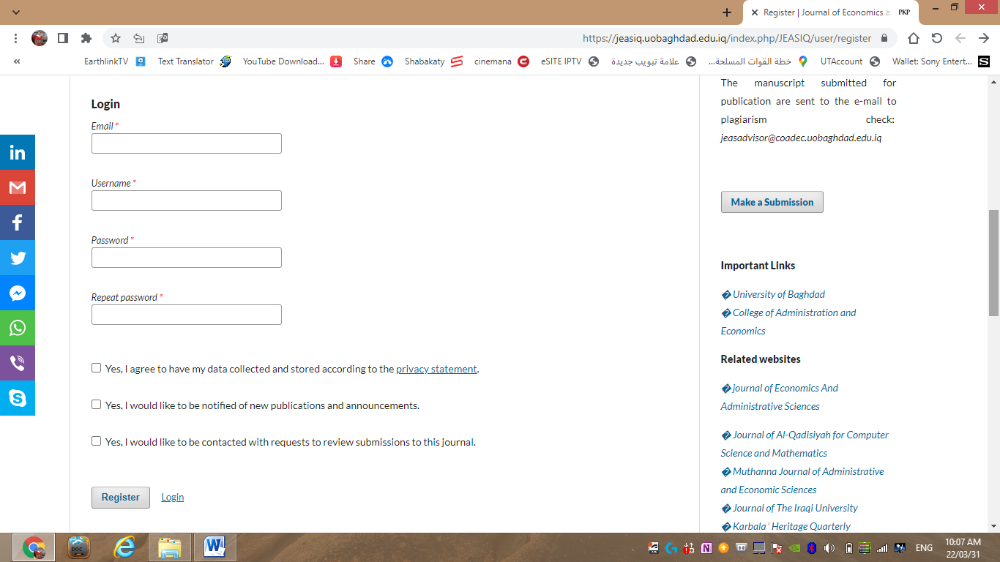 Register | Journal of Economics a
PKP
https://jeasiq.uobaghdad.edu.iq/index.php/JEASIQ/user/register
«
EarthlinkTV
Text Translator
YouTube Download...
Share
Shabakaty
cinemana
eSITE IPTV
علامة تبويب جديدة
خطة القوات المسلحة...
UTAccount
Wallet: Sony Entert...
Login
Email *
Username *
Password *
Repeat password *
Yes, I agree to have my data collected and stored according to the privacy statement.
Yes, I would like to be notified of new publications and announcements.
Yes, I would like to be contacted with requests to review submissions to this journal.
Register
Login
The manuscript submitted for
publication are sent to the e-mail to
plagiarism check:
jeasadvisor@coadec.uobaghdad.edu.iq
Make a Submission
Important Links
�University of Baghdad
�College of Administration and
Economics
Related websites
�journal of Economics And
Administrative Sciences
�Journal of Al-Qadisiyah for Computer
Science and Mathematics
�Muthanna Journal of Administrative
and Economic Sciences
�Journal of The Iraqi University
�Karbala ' Heritage Quarterly
ENG
10:07 AM
22/03/31